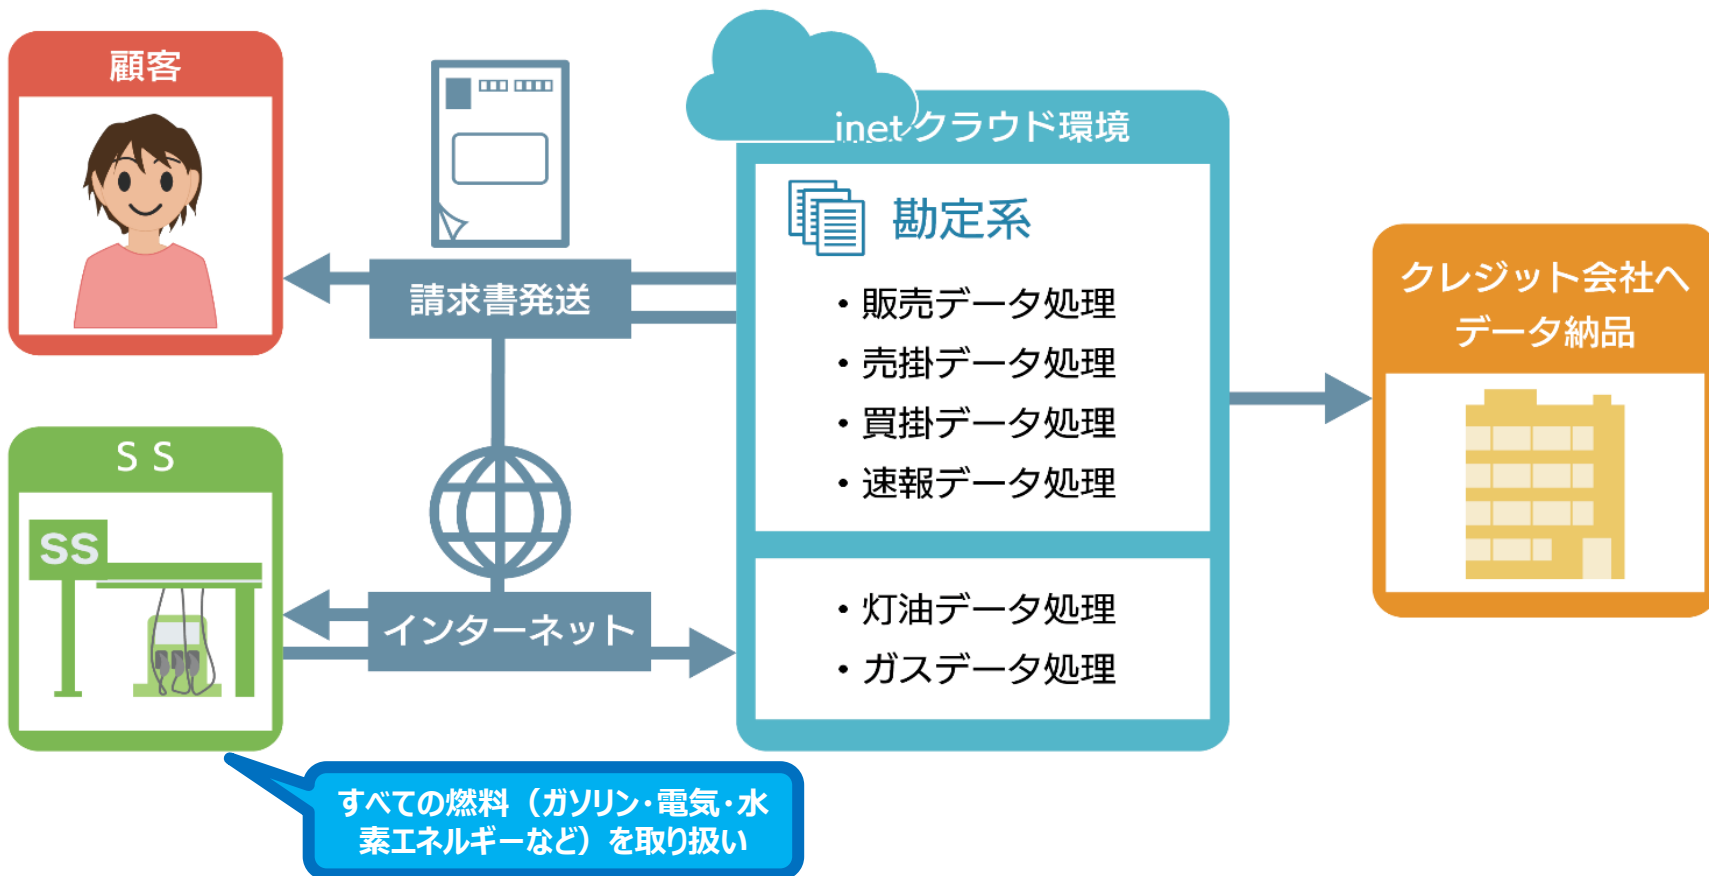 顧客
請求書発送
SS
SS
インターネット
すべての燃料（ガソリン・電気・水
素エネルギーなど）を取り扱い
inetクラウド環境
勘定系
・販売データ処理
・売掛データ処理
・買掛データ処理
・速報データ処理
・灯油データ処理
・ガスデータ処理
クレジット会社へ
データ納品